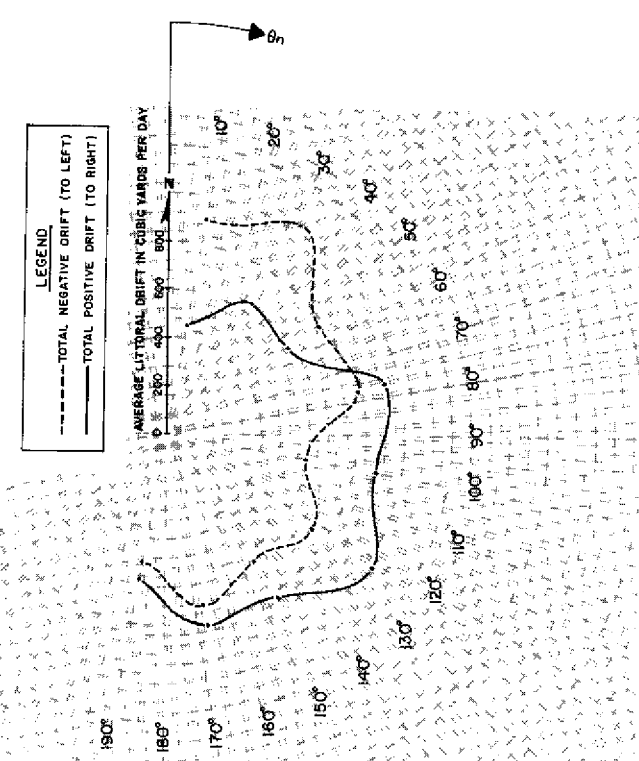 LEGEND
TOTAL NEGATIVE DRIFT (TO LEFT)
TOTAL POSITIVE DRIFT (TO RIGHT)
AVERAGE LITTORAL DRIFT IN CUBIC YARDS PER DAY
0 200 400 600 800
N
θn
10°
20°
30°
40°
50°
60°
70°
80°
90°
100°
110°
120°
130°
140°
150°
160°
170°
180°
190°